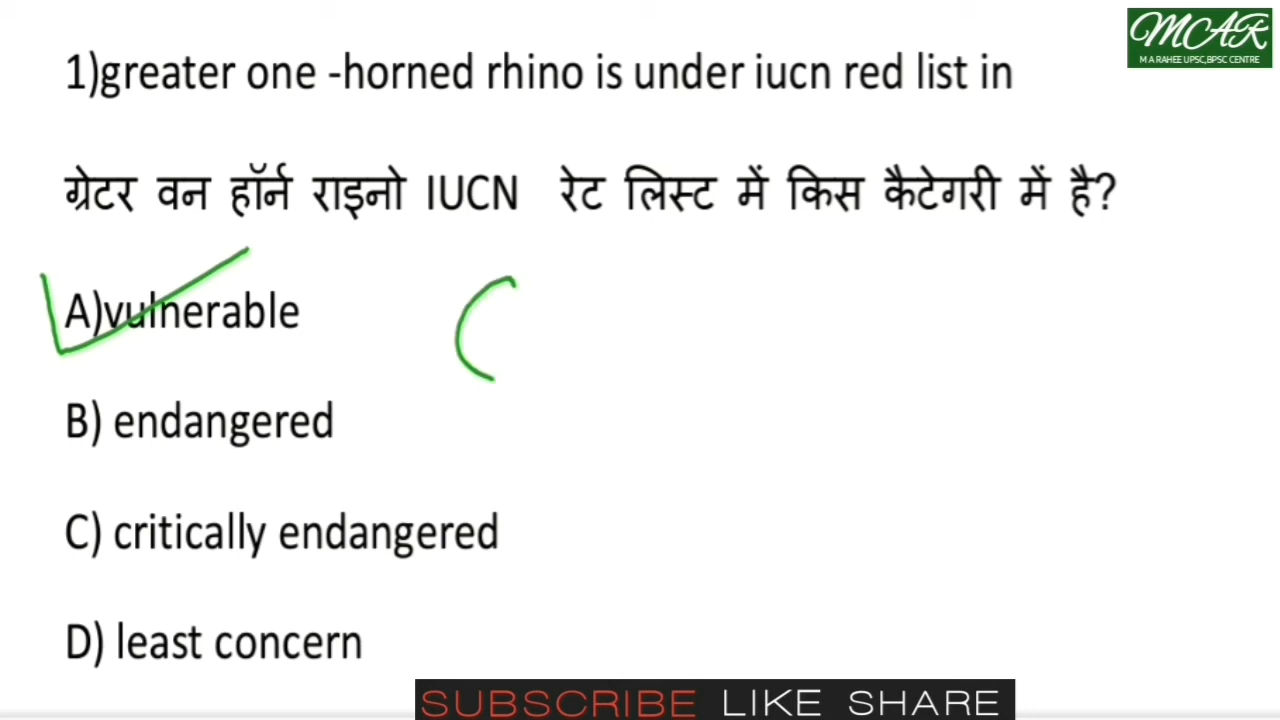 MCAR
M A RAHEE UPSC,BPSC CENTRE
1)greater one -horned rhino is under iucn red list in
ग्रेटर वन हॉर्न राइनो IUCN रेट लिस्ट में किस कैटेगरी में है?
A)vulnerable
B) endangered
C) critically endangered
D) least concern
SUBSCRIBE LIKE SHARE